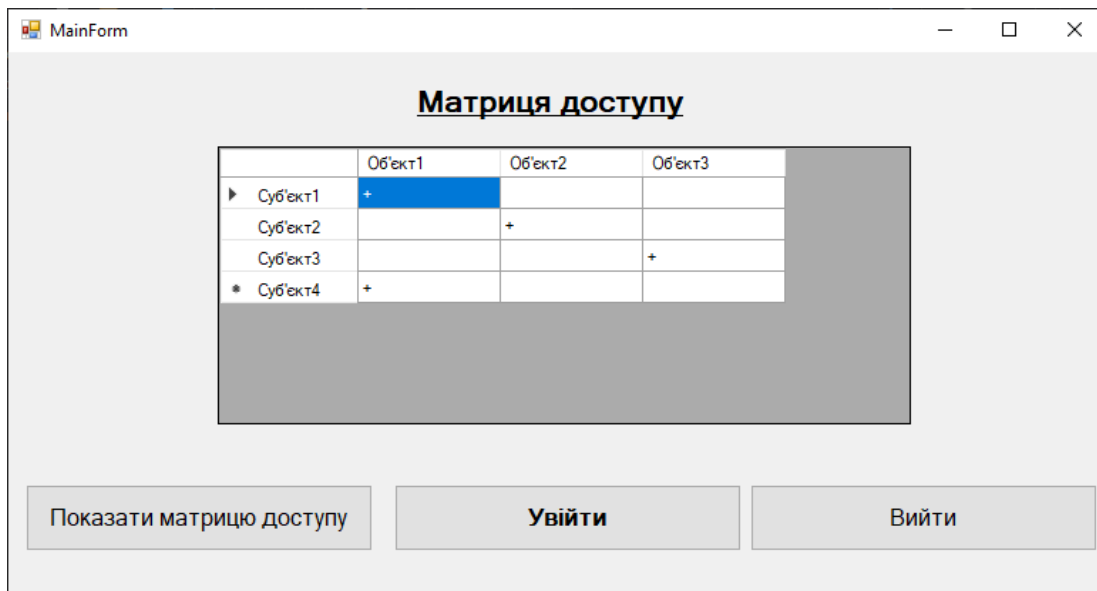 MainForm
Матриця доступу
Об'єкт1 Об'єкт2 Об'єкт3
Суб'єкт1 +
Суб'єкт2 +
Суб'єкт3 +
Суб'єкт4 +
Показати матрицю доступу Увійти Вийти